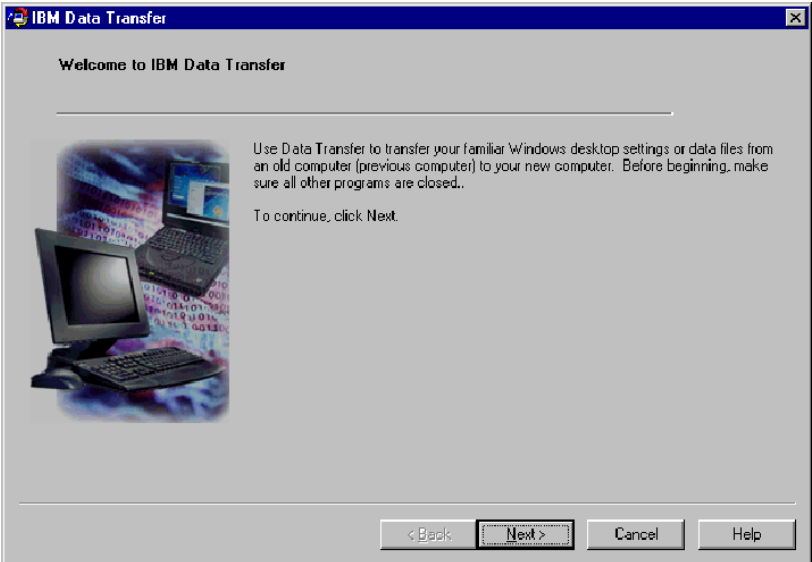 IBM Data Transfer
Welcome to IBM Data Transfer
Use Data Transfer to transfer your familiar Windows desktop settings or data files from
an old computer (previous computer) to your new computer. Before beginning, make
sure all other programs are closed..
To continue, click Next.
< Back
Next >
Cancel
Help